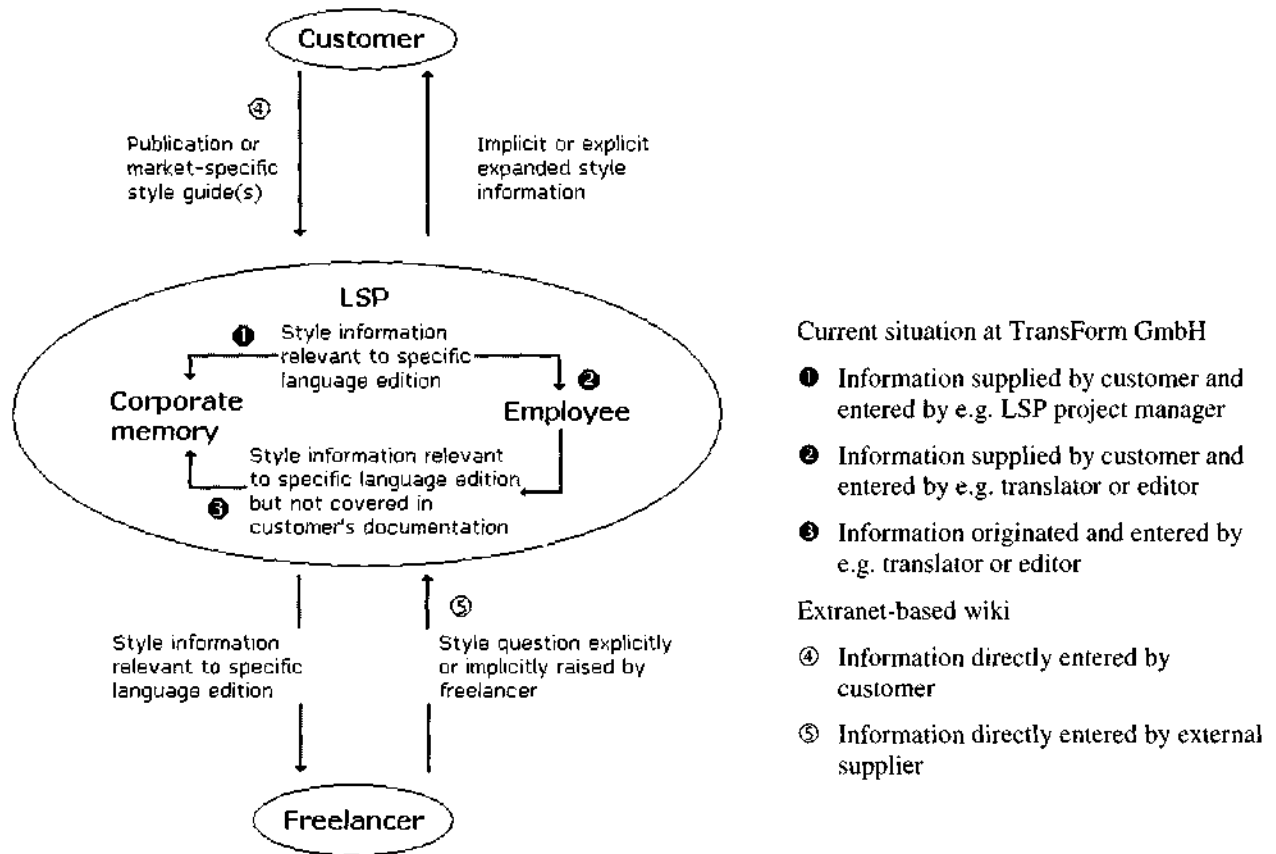 Customer
④
Publication or
market-specific
style guide(s)
Implicit or explicit
expanded style
information
LSP
❶ Style information
relevant to specific
language edition
❷
Corporate
memory
Employee
Style information relevant
to specific language edition
but not covered in
customer's documentation
❸
Style information
relevant to specific
language edition
⑤
Style question explicitly
or implicitly raised by
freelancer
Freelancer
Current situation at TransForm GmbH
❶ Information supplied by customer and
entered by e.g. LSP project manager
❷ Information supplied by customer and
entered by e.g. translator or editor
❸ Information originated and entered by
e.g. translator or editor
Extranet-based wiki
④ Information directly entered by
customer
⑤ Information directly entered by external
supplier